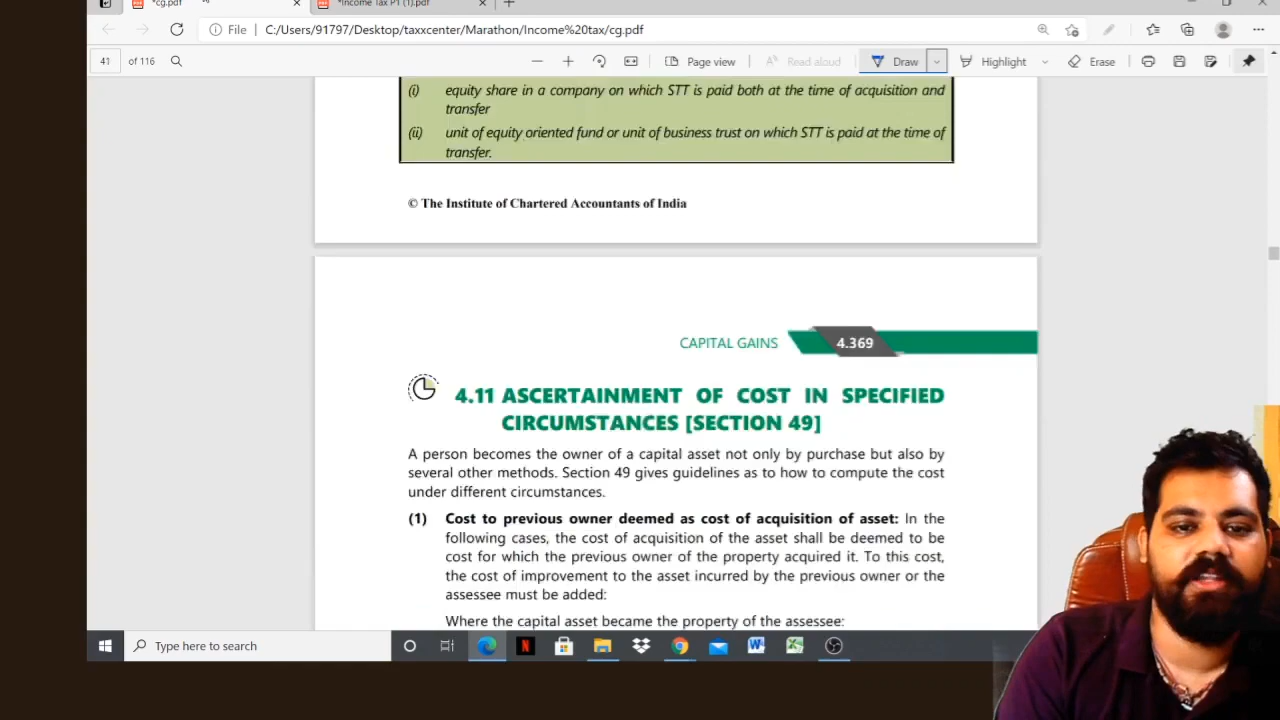 *cg.pdf
*Income Tax P1 (1).pdf
File C:/Users/91797/Desktop/taxxcenter/Marathon/Income%20tax/cg.pdf
41 of 116
Page view
Read aloud
Draw
Highlight
Erase
(i) equity share in a company on which STT is paid both at the time of acquisition and
transfer
(ii) unit of equity oriented fund or unit of business trust on which STT is paid at the time of
transfer.
© The Institute of Chartered Accountants of India
CAPITAL GAINS 4.369
4.11 ASCERTAINMENT OF COST IN SPECIFIED
CIRCUMSTANCES [SECTION 49]
A person becomes the owner of a capital asset not only by purchase but also by
several other methods. Section 49 gives guidelines as to how to compute the cost
under different circumstances.
(1) Cost to previous owner deemed as cost of acquisition of asset: In the
following cases, the cost of acquisition of the asset shall be deemed to be
cost for which the previous owner of the property acquired it. To this cost,
the cost of improvement to the asset incurred by the previous owner or the
assessee must be added:
Where the capital asset became the property of the assessee:
Type here to search